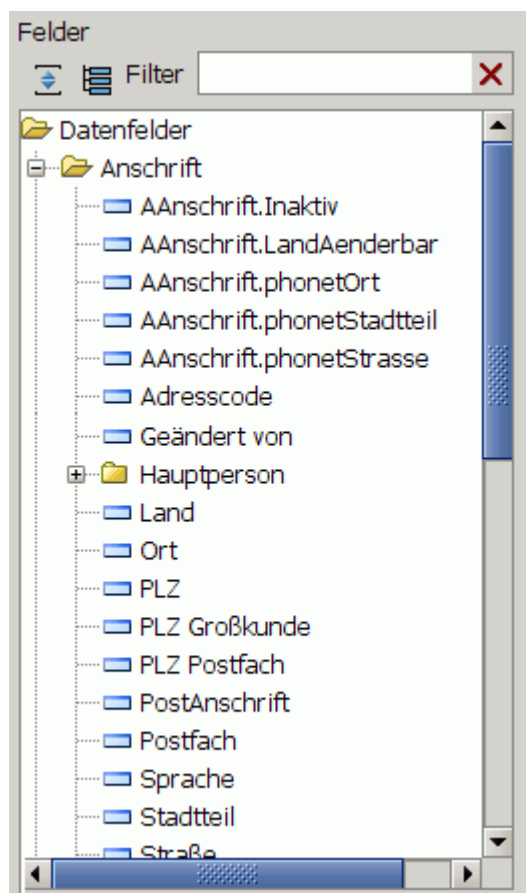 Felder
Filter
Datenfelder
Anschrift
AAnschrift.Inaktiv
AAnschrift.LandAenderbar
AAnschrift.phonetOrt
AAnschrift.phonetStadtteil
AAnschrift.phonetStrasse
Adresscode
Geändert von
Hauptperson
Land
Ort
PLZ
PLZ Großkunde
PLZ Postfach
PostAnschrift
Postfach
Sprache
Stadtteil
Straße